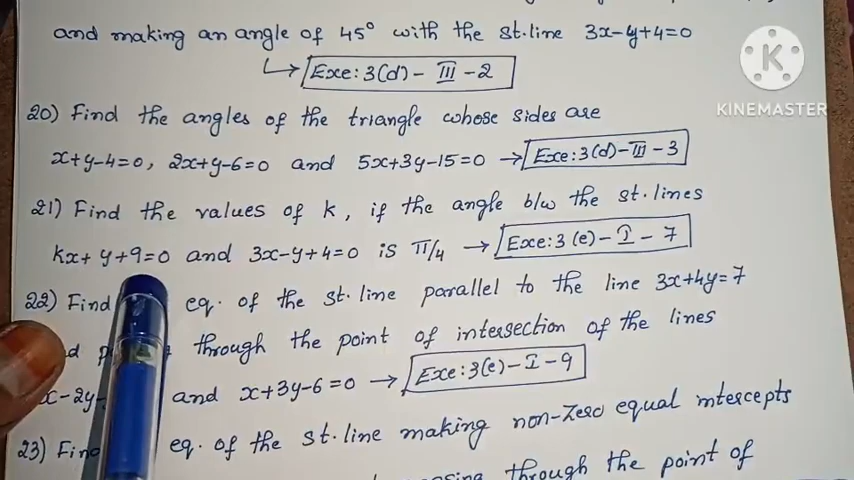 and making an angle of 45° with the st.line 3x-y+4=0
Exe: 3(d) - III - 2
KINEMASTER
20) Find the angles of the triangle whose sides are
x+y-4=0, 2x+y-6=0 and 5x+3y-15=0 → Exe: 3(d)-III-3
21) Find the values of k, if the angle b/w the st.lines
kx+y+9=0 and 3x-y+4=0 is π/4 → Exe: 3(e) - I - 7
22) Find eq. of the st.line parallel to the line 3x+4y=7
through the point of intersection of the lines
x-2y- and x+3y-6=0 → Exe: 3(e) - I - 9
23) Find eq. of the st.line making non-zero equal intercepts
through the point of